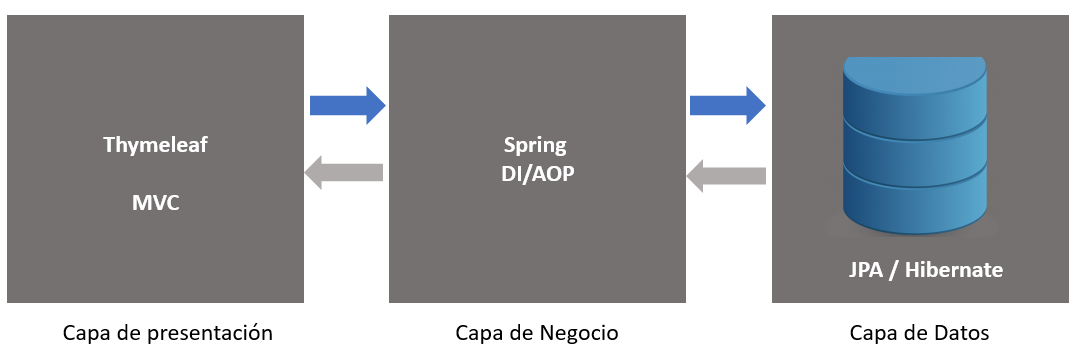 Thymeleaf
MVC
Spring
DI/AOP
JPA / Hibernate
Capa de presentación
Capa de Negocio
Capa de Datos